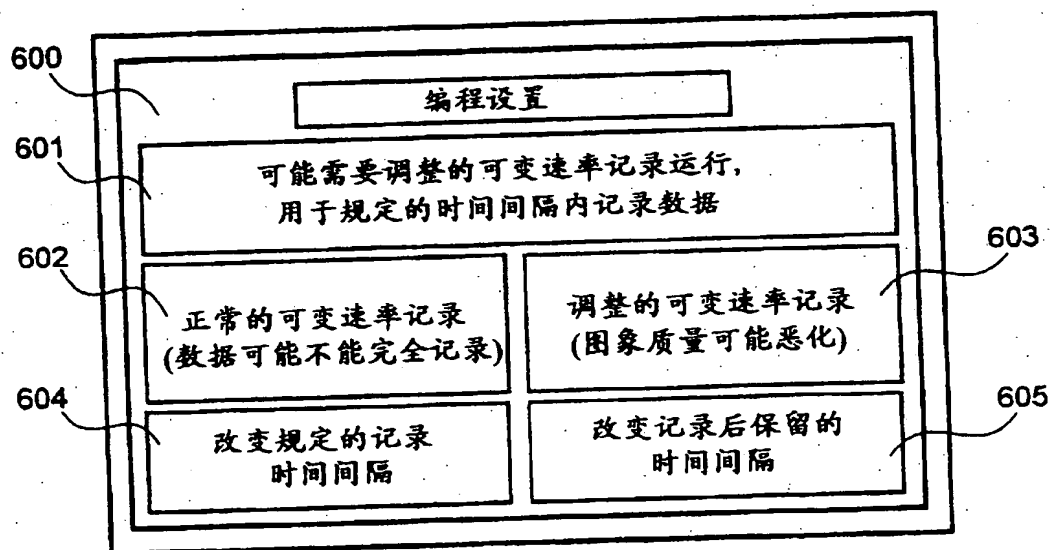 600
编程设置
601
可能需要调整的可变速率记录运行,
用于规定的时间间隔内记录数据
602
正常的可变速率记录
(数据可能不能完全记录)
603
调整的可变速率记录
(图象质量可能恶化)
604
改变规定的记录
时间间隔
605
改变记录后保留的
时间间隔